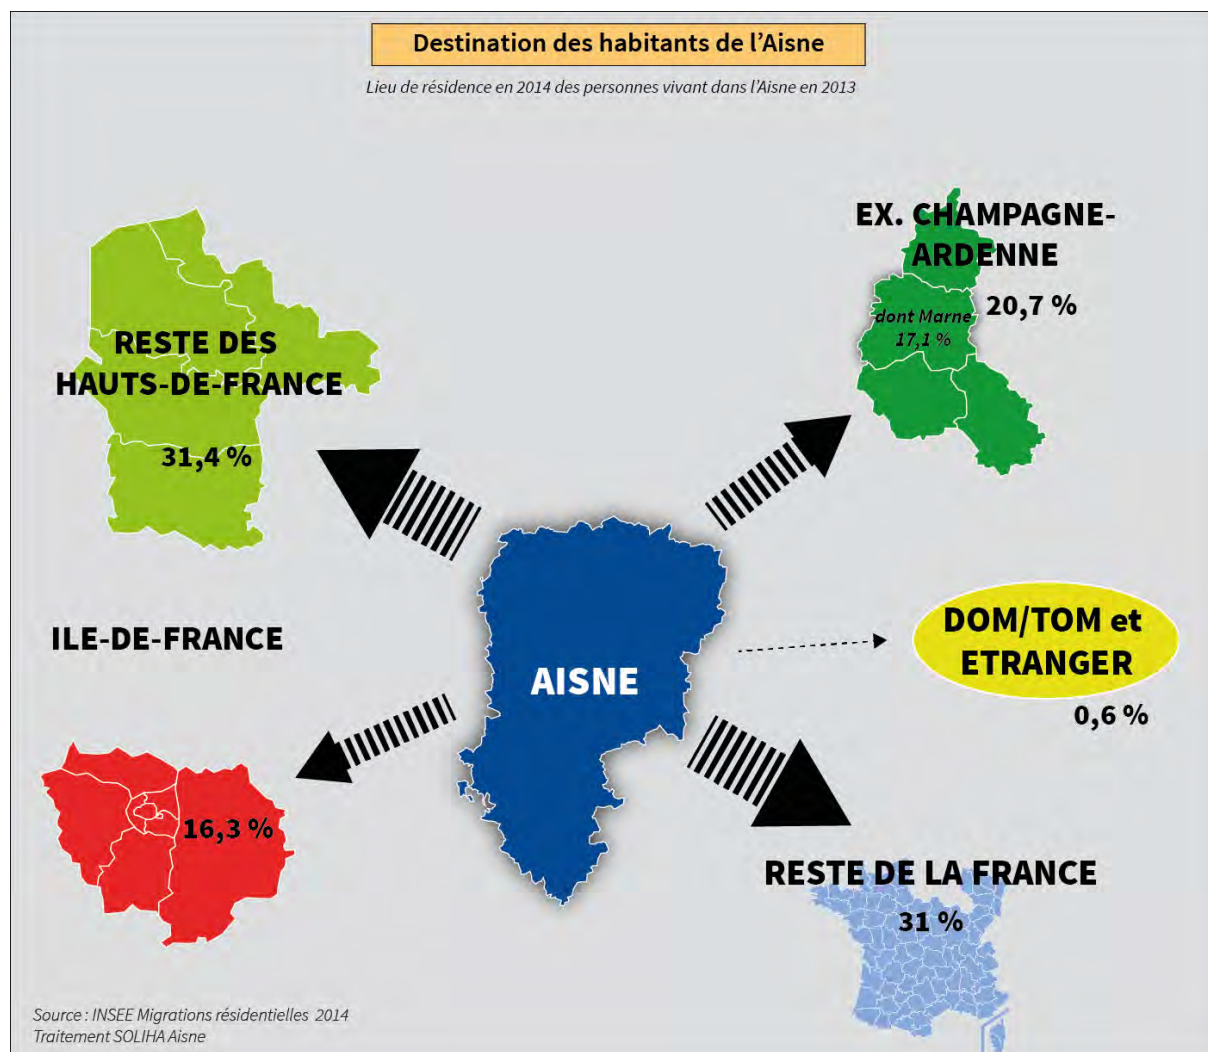 Destination des habitants de l'Aisne
Lieu de résidence en 2014 des personnes vivant dans l'Aisne en 2013
EX. CHAMPAGNE-
ARDENNE
20,7 %
dont Marne
17,1 %
RESTE DES
HAUTS-DE-FRANCE
31,4 %
DOM/TOM et
ETRANGER
0,6 %
ILE-DE-FRANCE
AISNE
16,3 %
RESTE DE LA FRANCE
31 %
Source : INSEE Migrations résidentielles 2014
Traitement SOLIHA Aisne